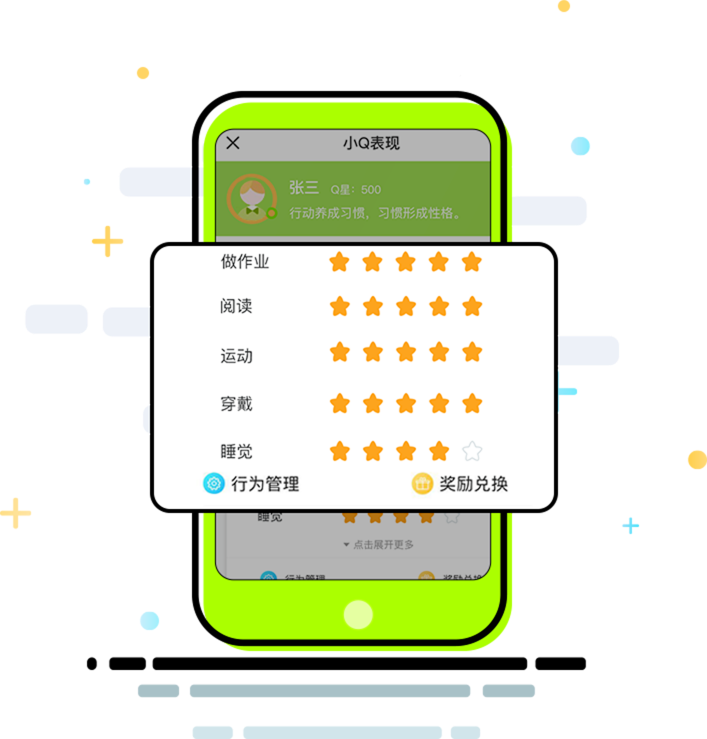 小Q表现
张三 Q星：500
行动养成习惯，习惯形成性格。
做作业
阅读
运动
穿戴
睡觉
行为管理 奖励兑换
睡觉
点击展开更多
行为管理 奖励兑换